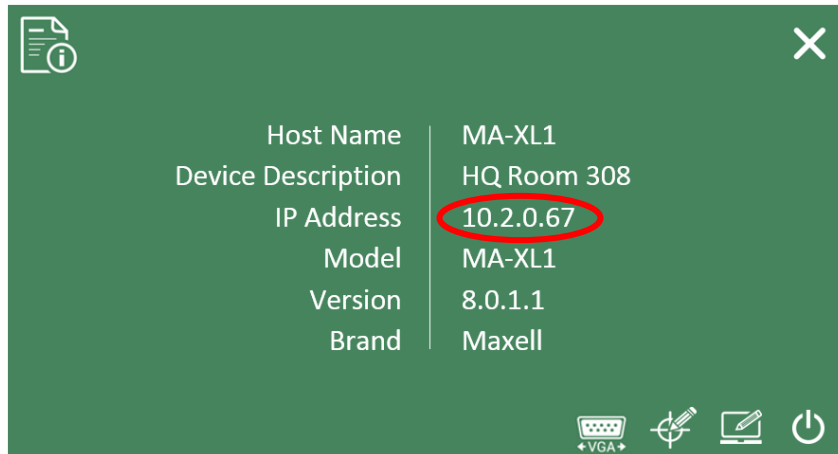 Host Name MA-XL1
Device Description HQ Room 308
IP Address 10.2.0.67
Model MA-XL1
Version 8.0.1.1
Brand Maxell
VGA